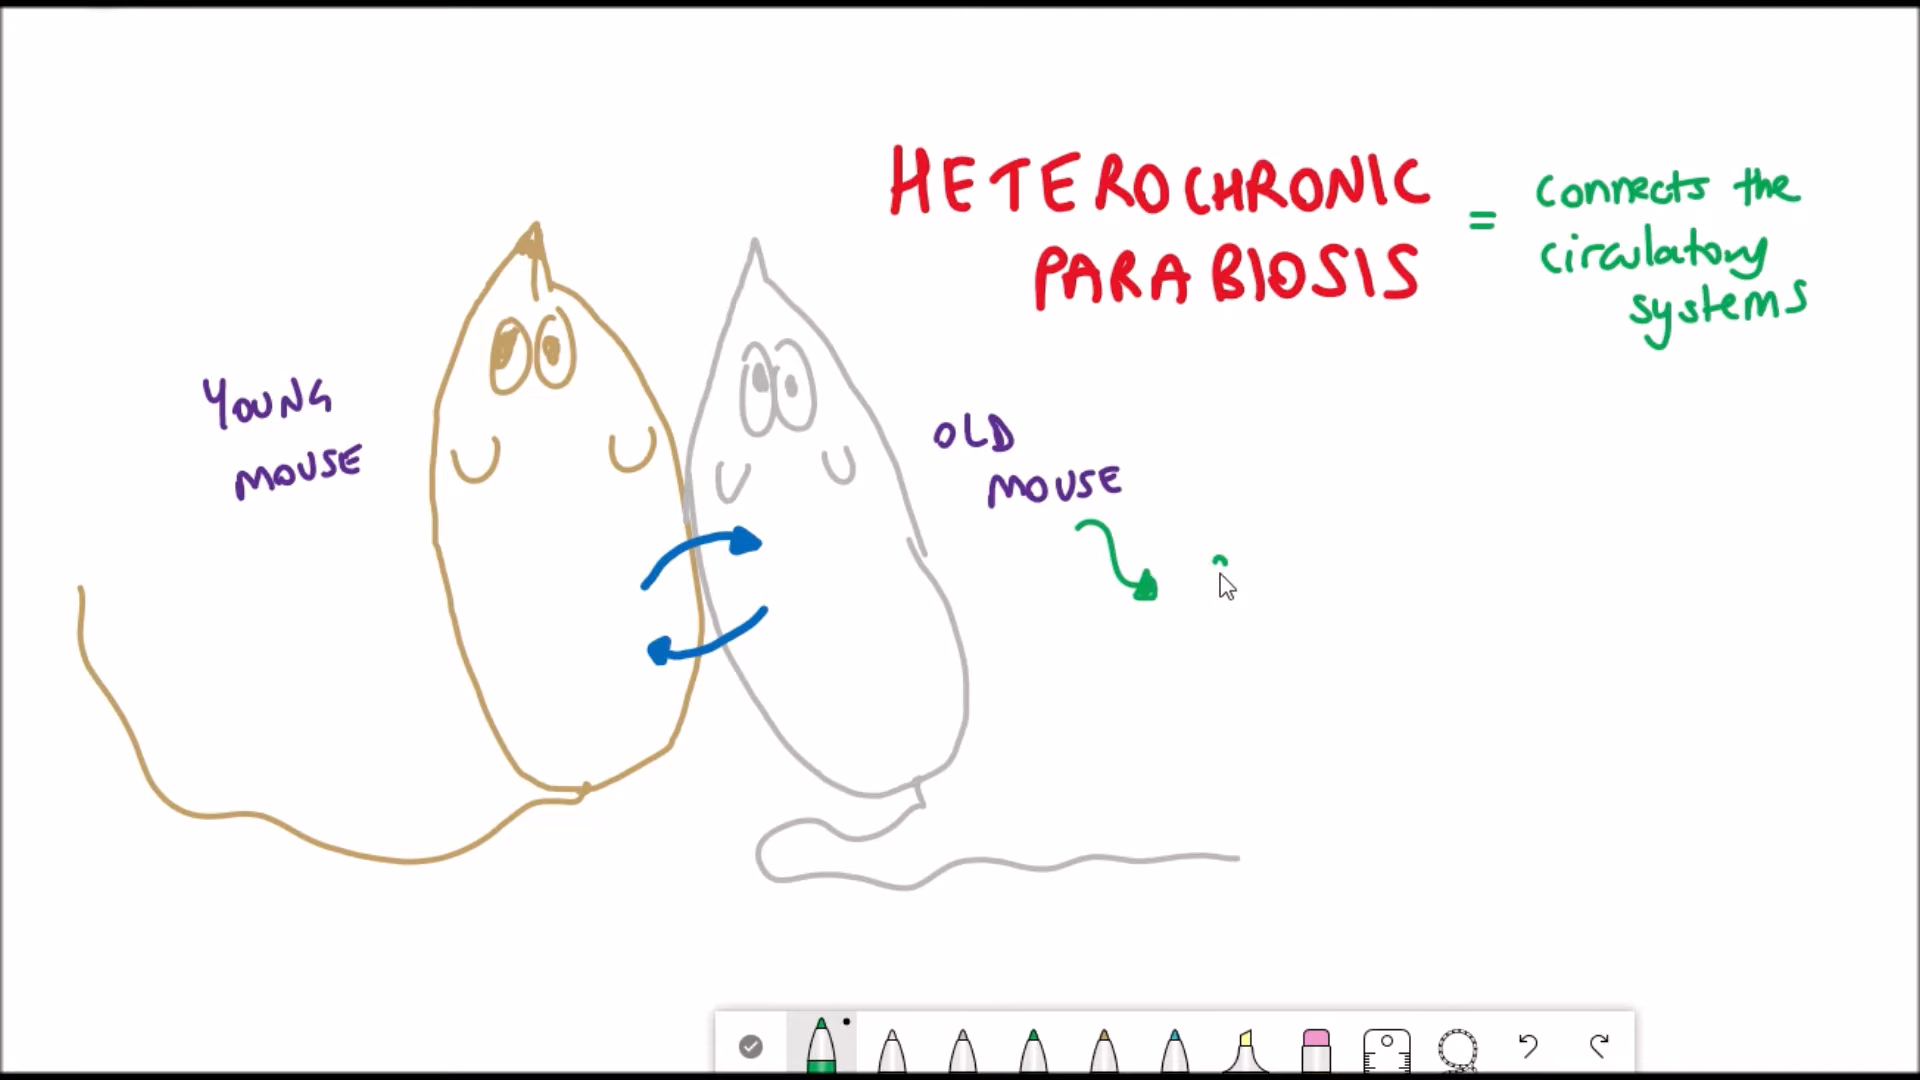 HETEROCHRONIC
PARABIOSIS
=
connects the
circulatory
systems
YOUNG
MOUSE
OLD
MOUSE